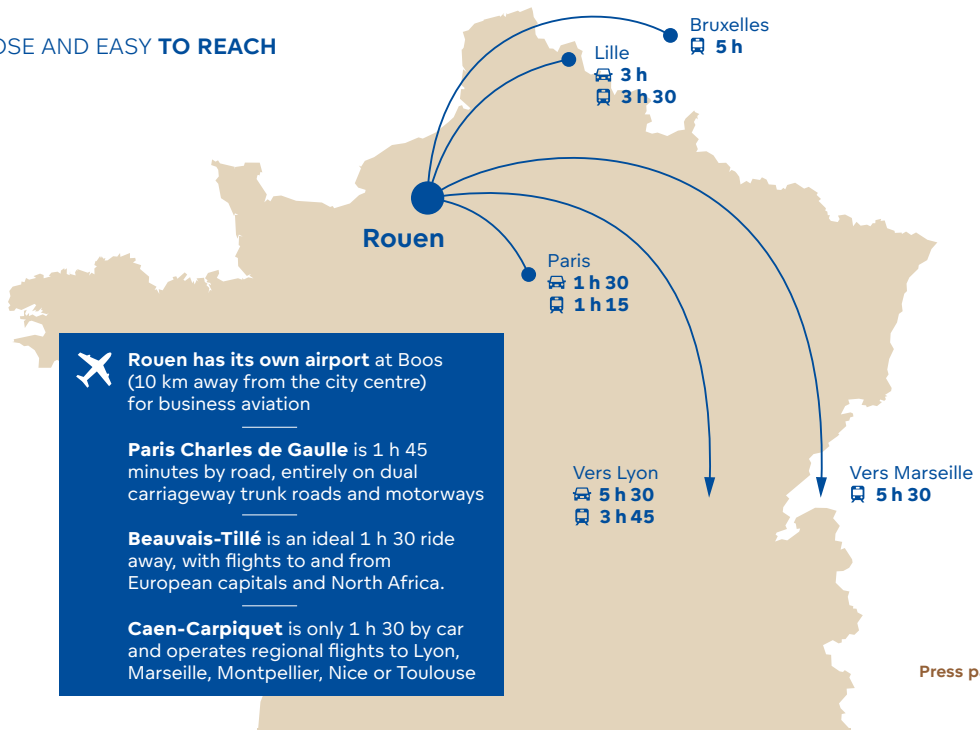 OSE AND EASY TO REACH
Bruxelles
5 h
Lille
3 h
3 h 30
Rouen
Paris
1 h 30
1 h 15
Rouen has its own airport at Boos
(10 km away from the city centre)
for business aviation
Paris Charles de Gaulle is 1 h 45
minutes by road, entirely on dual
carriageway trunk roads and motorways
Beauvais-Tillé is an ideal 1 h 30 ride
away, with flights to and from
European capitals and North Africa.
Caen-Carpiquet is only 1 h 30 by car
and operates regional flights to Lyon,
Marseille, Montpellier, Nice or Toulouse
Vers Lyon
5 h 30
3 h 45
Vers Marseille
5 h 30
Press p